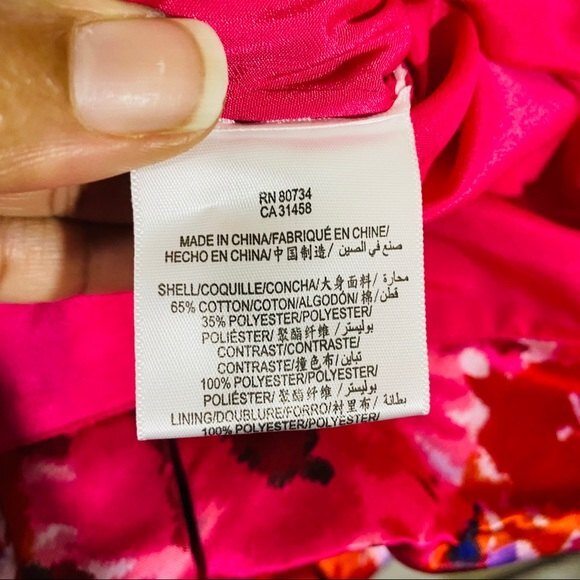 RN 80734
CA 31458
MADE IN CHINA/FABRIQUÉ EN CHINE/
HECHO EN CHINA/中国制造/ صنع في الصين
SHELL/COQUILLE/CONCHA/大身面料/ محارة
65% COTTON/COTON/ALGODÓN/ 棉/ قطن
35% POLYESTER/POLYESTER/
POLIÉSTER/ 聚酯纤维/ بوليستر
CONTRAST/CONTRASTE/
CONTRASTE/撞色布/ تباين
100% POLYESTER/POLYESTER/
POLIÉSTER/ 聚酯纤维/ بوليستر
LINING/DOUBLURE/FORRO/衬里布/ بطانة
100% POLYESTER/POLYESTER/